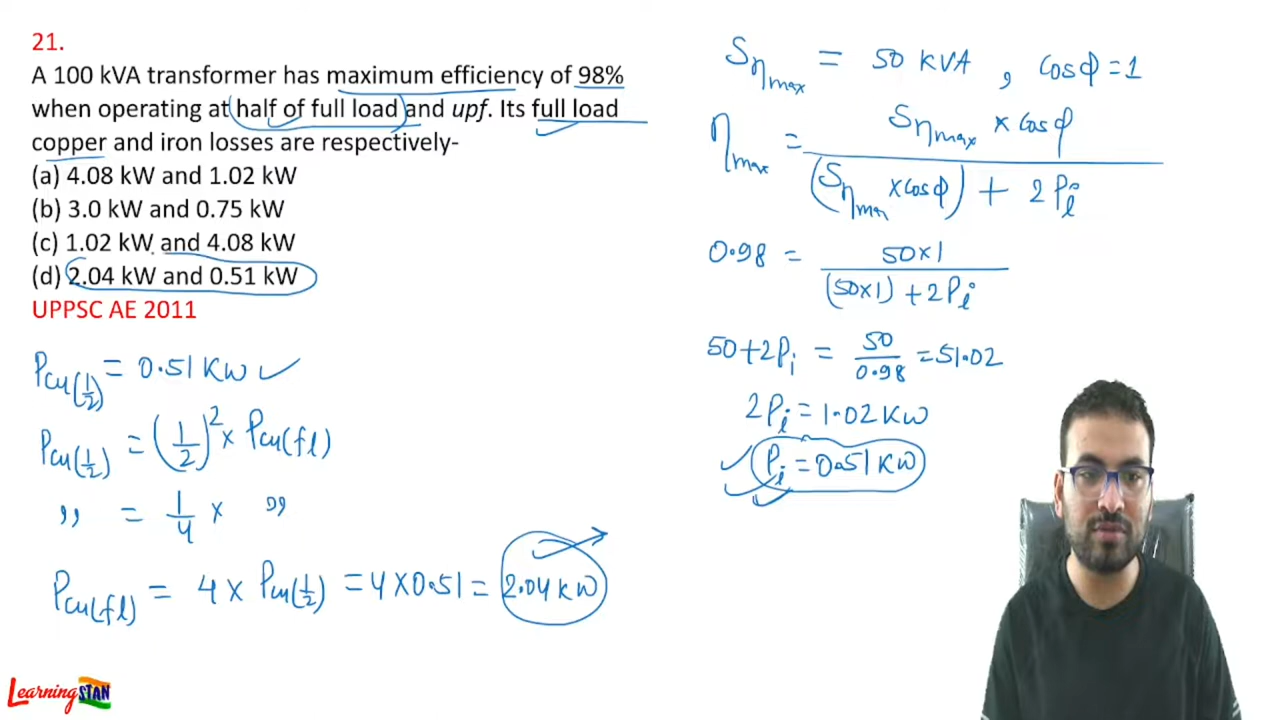 21.
A 100 kVA transformer has maximum efficiency of 98%
when operating at half of full load and upf. Its full load
copper and iron losses are respectively-
(a) 4.08 kW and 1.02 kW
(b) 3.0 kW and 0.75 kW
(c) 1.02 kW and 4.08 kW
(d) 2.04 kW and 0.51 kW
UPPSC AE 2011
Pcu(1/2) = 0.51 KW ✓
Pcu(1/2) = (1/2)² × Pcu(fl)
,, = 1/4 × ,,
Pcu(fl) = 4 × Pcu(1/2) = 4×0.51 = 2.04 KW
Sηmax = 50 KVA , cosφ = 1
ηmax = Sηmax × cosφ / (Sηmax × cosφ) + 2Pi
0.98 = 50×1 / (50×1) + 2Pi
50+2Pi = 50/0.98 = 51.02
2Pi = 1.02 KW
Pi = 0.51 KW
LearningSTAN